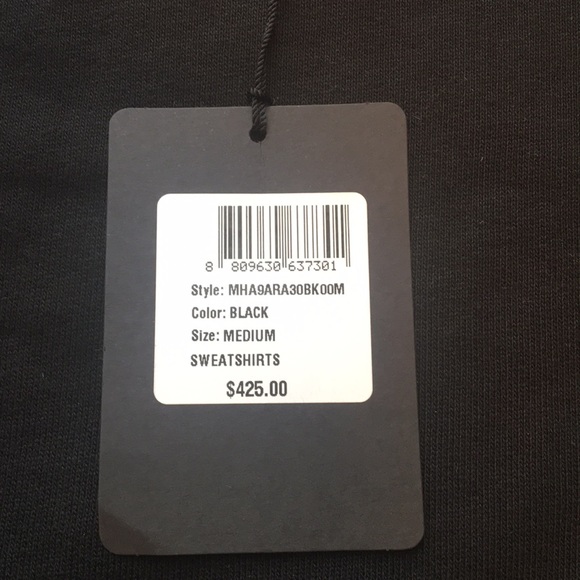 8 809630 637301
Style: MHA9ARA30BK00M
Color: BLACK
Size: MEDIUM
SWEATSHIRTS
$425.00